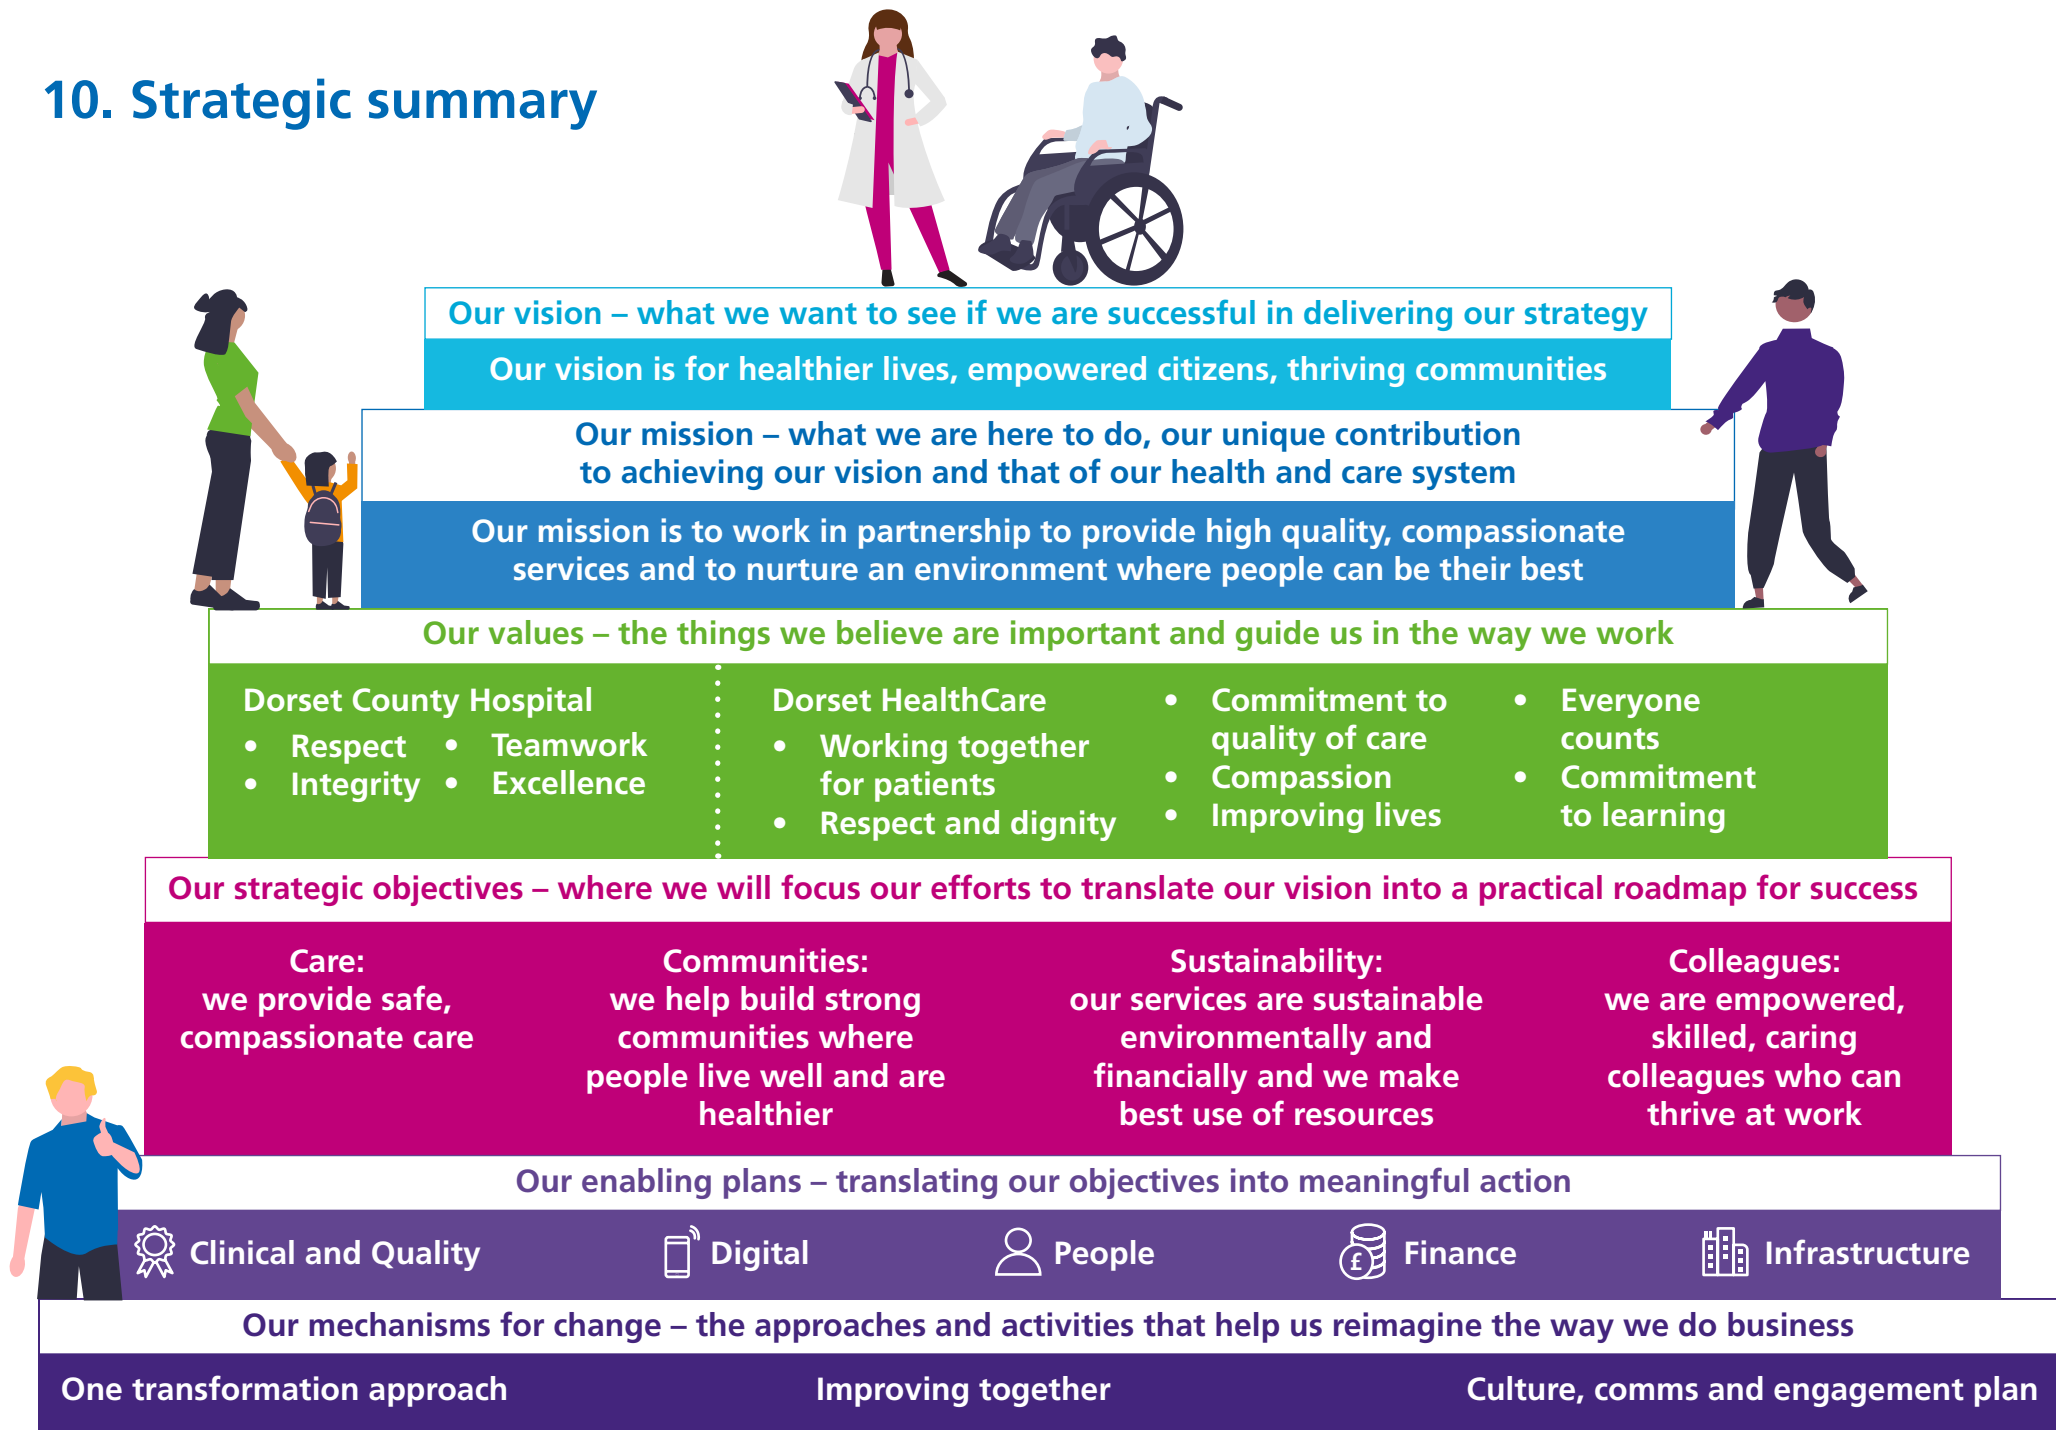 10. Strategic summary
Our vision – what we want to see if we are successful in delivering our strategy
Our vision is for healthier lives, empowered citizens, thriving communities
Our mission – what we are here to do, our unique contribution
to achieving our vision and that of our health and care system
Our mission is to work in partnership to provide high quality, compassionate
services and to nurture an environment where people can be their best
Our values – the things we believe are important and guide us in the way we work
Dorset County Hospital
• Respect
• Integrity
• Teamwork
• Excellence
Dorset HealthCare
• Working together
for patients
• Respect and dignity
• Commitment to
quality of care
• Compassion
• Improving lives
• Everyone
counts
• Commitment
to learning
Our strategic objectives – where we will focus our efforts to translate our vision into a practical roadmap for success
Care:
we provide safe,
compassionate care
Communities:
we help build strong
communities where
people live well and are
healthier
Sustainability:
our services are sustainable
environmentally and
financially and we make
best use of resources
Colleagues:
we are empowered,
skilled, caring
colleagues who can
thrive at work
Our enabling plans – translating our objectives into meaningful action
Clinical and Quality
Digital
People
£
Finance
Infrastructure
Our mechanisms for change – the approaches and activities that help us reimagine the way we do business
One transformation approach
Improving together
Culture, comms and engagement plan